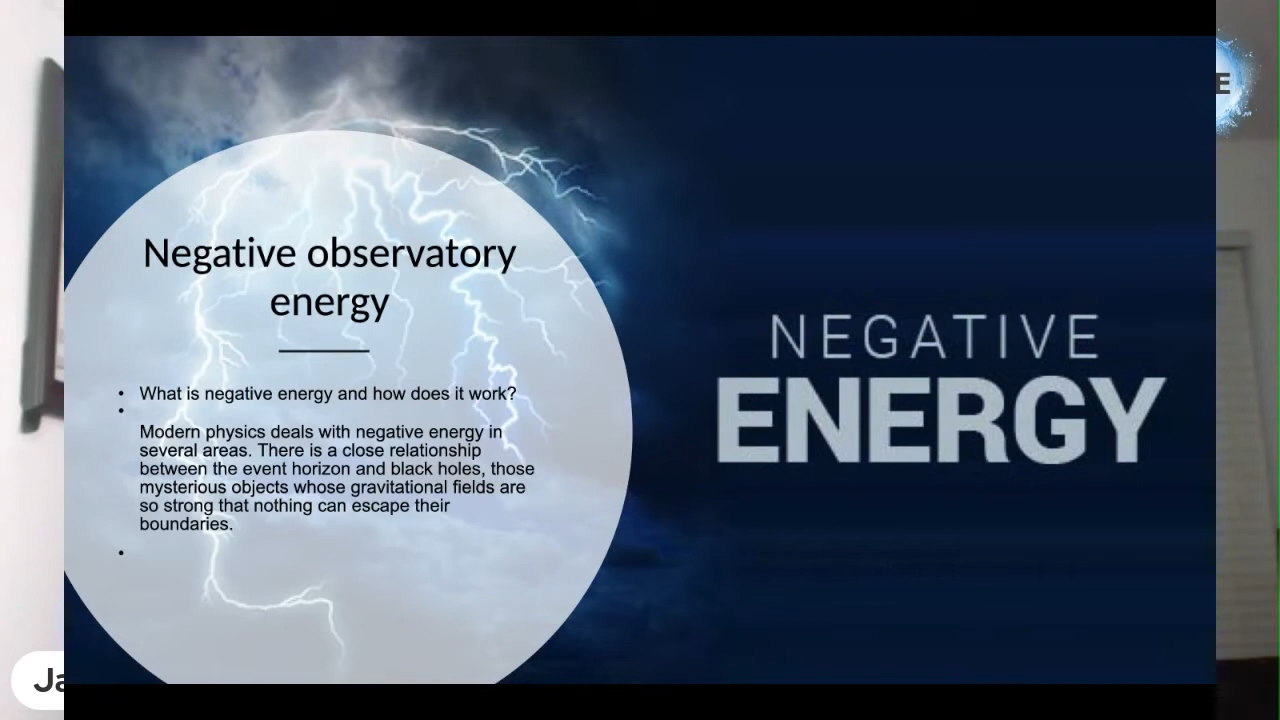 Negative observatory
energy
• What is negative energy and how does it work?
•
Modern physics deals with negative energy in
several areas. There is a close relationship
between the event horizon and black holes, those
mysterious objects whose gravitational fields are
so strong that nothing can escape their
boundaries.
•
NEGATIVE
ENERGY
E
Ja